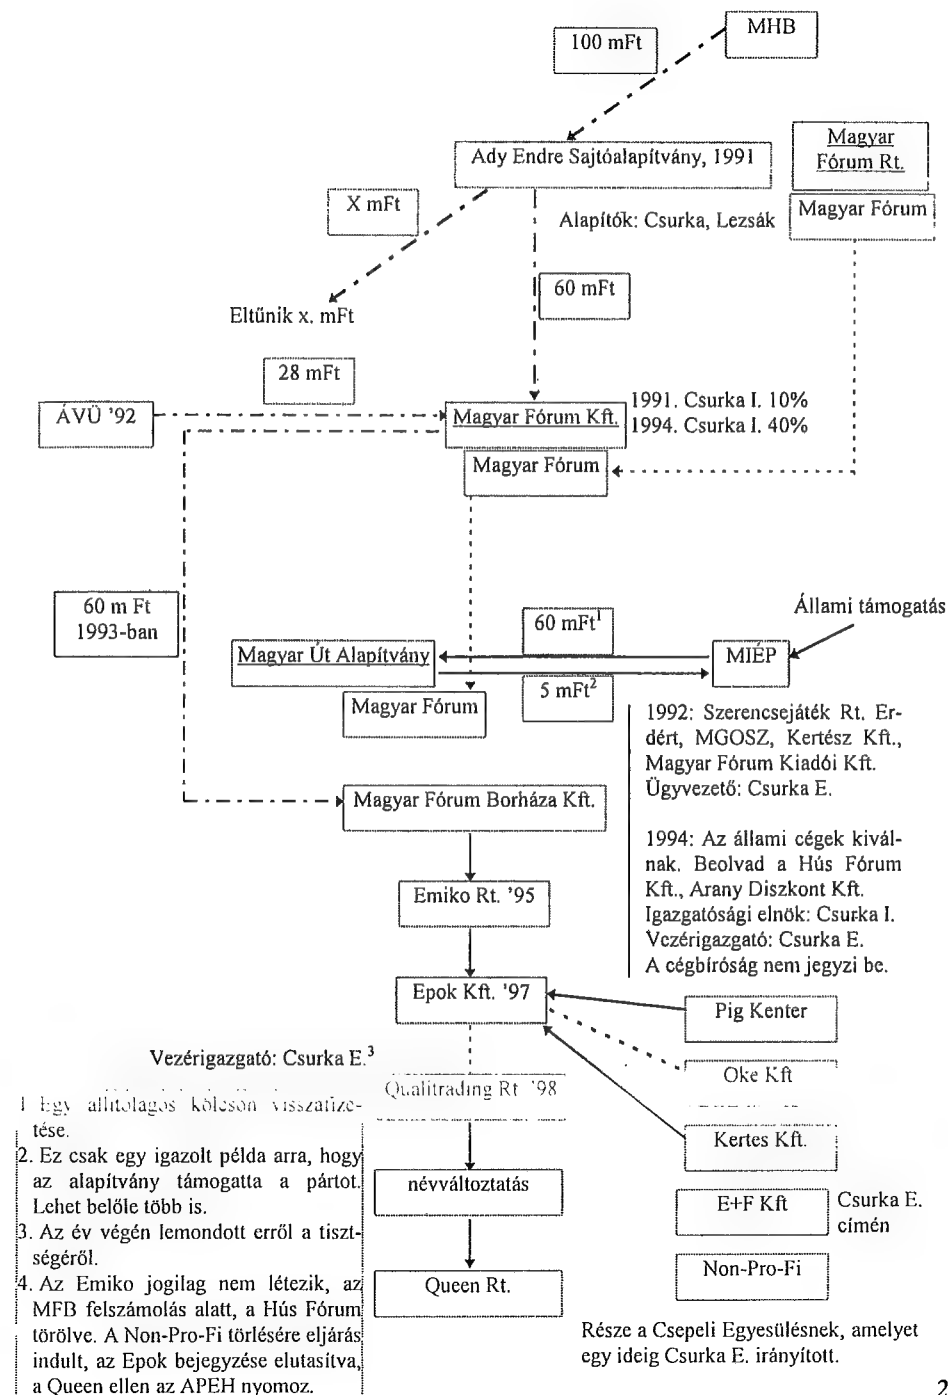 MHB
100 mFt
Ady Endre Sajtóalapítvány, 1991
Magyar
Fórum Rt.
Magyar Fórum
X mFt
Alapítók: Csurka, Lezsák
60 mFt
Eltűnik x. mFt
28 mFt
ÁVÜ '92
Magyar Fórum Kft.
1991. Csurka I. 10%
1994. Csurka I. 40%
Magyar Fórum
60 m Ft
1993-ban
60 mFt1
Állami támogatás
Magyar Út Alapítvány
MIÉP
5 mFt2
Magyar Fórum
1992: Szerencsejáték Rt. Er-
dért, MGOSZ, Kertész Kft.,
Magyar Fórum Kiadói Kft.
Ügyvezető: Csurka E.
Magyar Fórum Borháza Kft.
1994: Az állami cégek kivál-
nak. Beolvad a Hús Fórum
Kft., Arany Diszkont Kft.
Igazgatósági elnök: Csurka I.
Vezérigazgató: Csurka E.
A cégbíróság nem jegyzi be.
Emiko Rt. '95
Epok Kft. '97
Pig Kenter
Vezérigazgató: Csurka E.3
Oke Kft
Qualitrading Rt '98
Kertes Kft.
1 Egy állítólagos kölcsön visszafize-
tése.
2. Ez csak egy igazolt példa arra, hogy
az alapítvány támogatta a pártot.
Lehet belőle több is.
3. Az év végén lemondott erről a tiszt-
ségéről.
4. Az Emiko jogilag nem létezik, az
MFB felszámolás alatt, a Hús Fórum
törölve. A Non-Pro-Fi törlésére eljárás
indult, az Epok bejegyzése elutasítva,
a Queen ellen az APEH nyomoz.
névváltoztatás
Queen Rt.
E+F Kft
Csurka E.
címén
Non-Pro-Fi
Része a Csepeli Egyesülésnek, amelyet
egy ideig Csurka E. irányított.
2